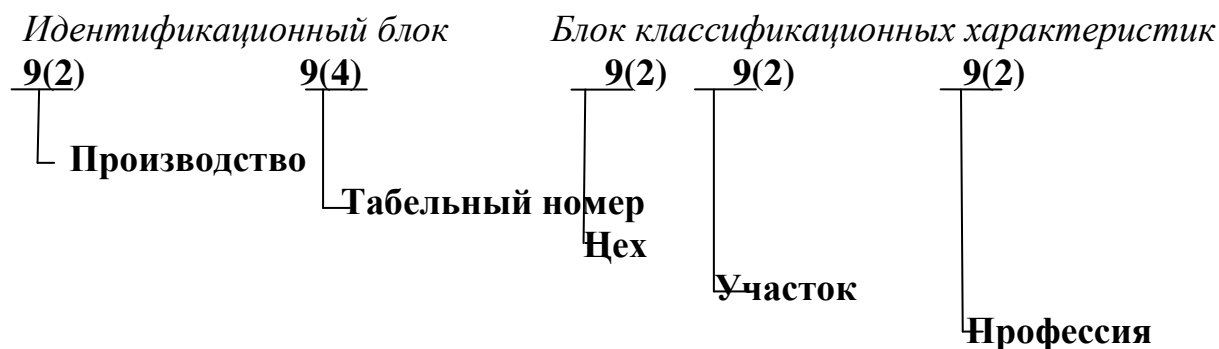 Идентификационный блок Блок классификационных характеристик
9(2) 9(4) 9(2) 9(2) 9(2)
Производство
Табельный номер
Цех
Участок
Профессия